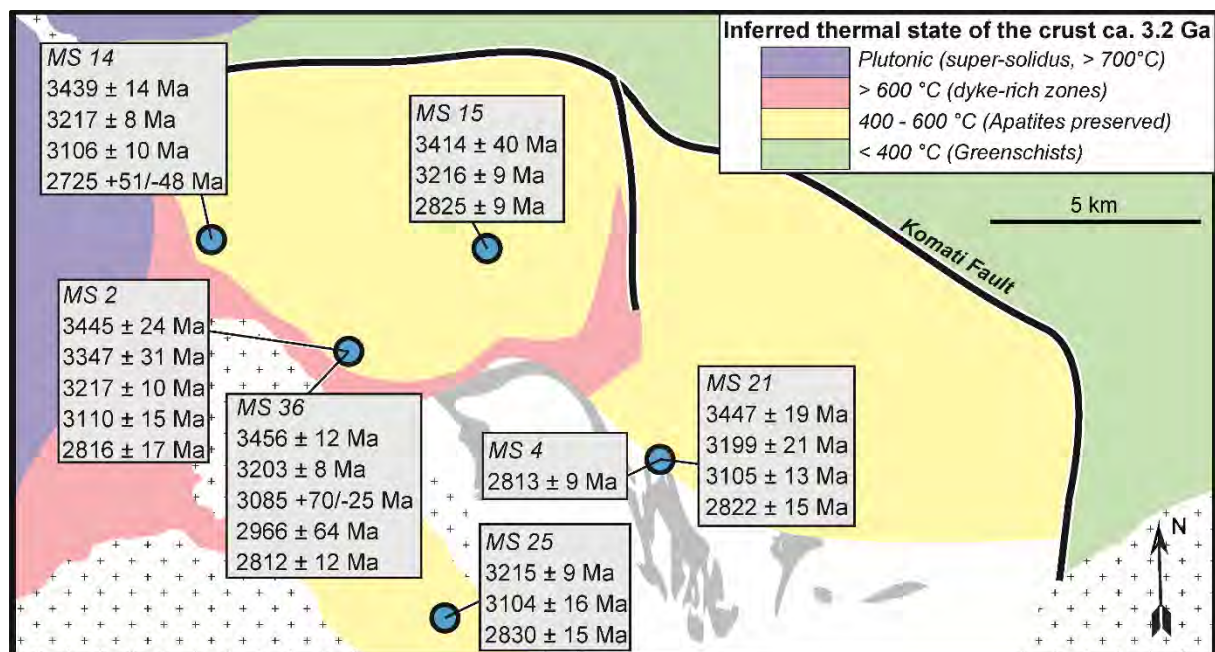 Inferred thermal state of the crust ca. 3.2 Ga
Plutonic (super-solidus, > 700°C)
> 600 °C (dyke-rich zones)
400 - 600 °C (Apatites preserved)
< 400 °C (Greenschists)
5 km
MS 14
3439 ± 14 Ma
3217 ± 8 Ma
3106 ± 10 Ma
2725 +51/-48 Ma
MS 15
3414 ± 40 Ma
3216 ± 9 Ma
2825 ± 9 Ma
Komati Fault
MS 2
3445 ± 24 Ma
3347 ± 31 Ma
3217 ± 10 Ma
3110 ± 15 Ma
2816 ± 17 Ma
MS 36
3456 ± 12 Ma
3203 ± 8 Ma
3085 +70/-25 Ma
2966 ± 64 Ma
2812 ± 12 Ma
MS 4
2813 ± 9 Ma
MS 21
3447 ± 19 Ma
3199 ± 21 Ma
3105 ± 13 Ma
2822 ± 15 Ma
MS 25
3215 ± 9 Ma
3104 ± 16 Ma
2830 ± 15 Ma
N